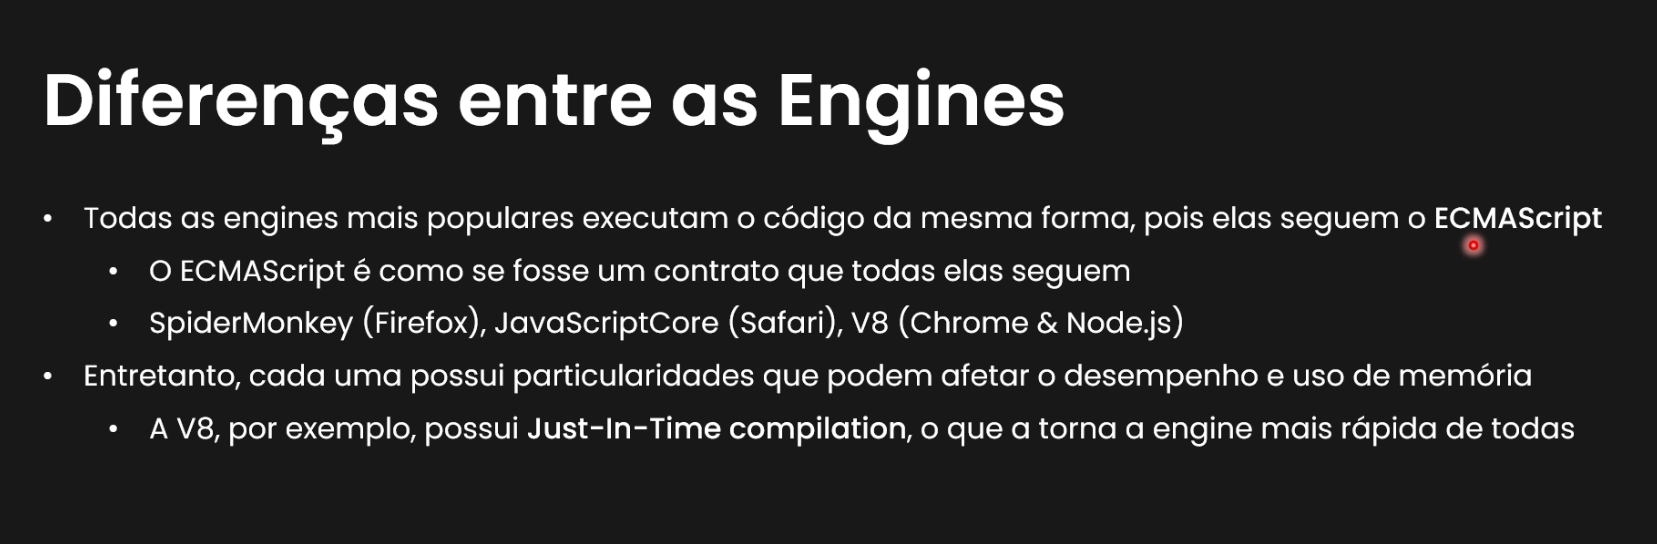 Diferenças entre as Engines
• Todas as engines mais populares executam o código da mesma forma, pois elas seguem o ECMAScript
• O ECMAScript é como se fosse um contrato que todas elas seguem
• SpiderMonkey (Firefox), JavaScriptCore (Safari), V8 (Chrome & Node.js)
• Entretanto, cada uma possui particularidades que podem afetar o desempenho e uso de memória
• A V8, por exemplo, possui Just-In-Time compilation, o que a torna a engine mais rápida de todas